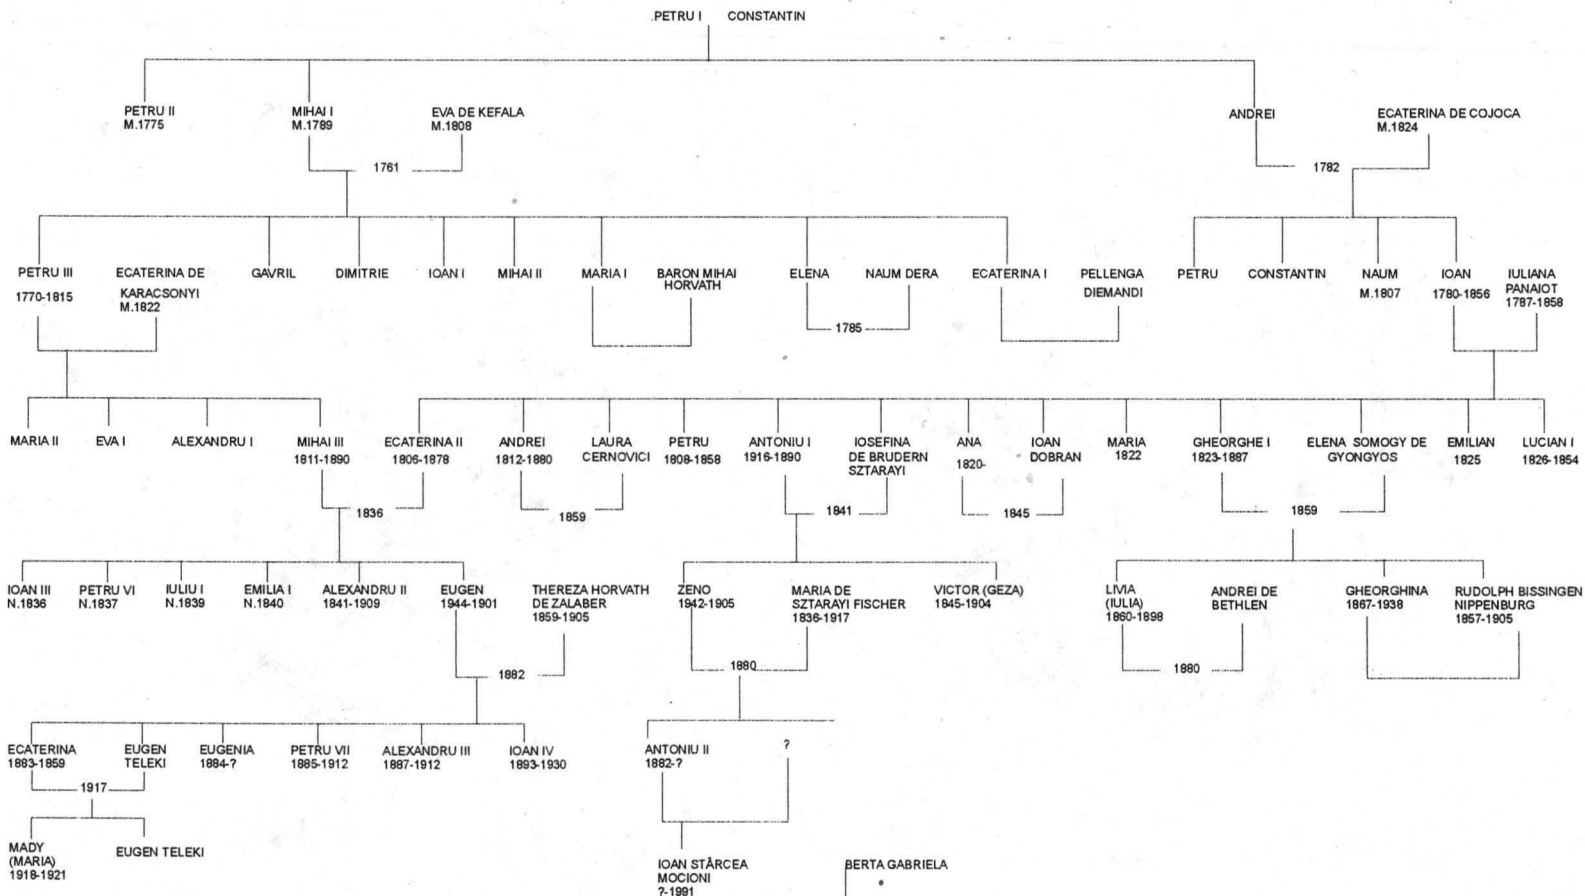 .PETRU I CONSTANTIN
PETRU II
M.1775
MIHAI I
M.1789
EVA DE KEFALA
M.1808
ANDREI
ECATERINA DE COJOCA
M.1824
1761
1782
PETRU III
1770-1815
ECATERINA DE
KARACSONYI
M.1822
GAVRIL
DIMITRIE
IOAN I
MIHAI II
MARIA I
BARON MIHAI
HORVATH
ELENA
NAUM DERA
ECATERINA I
PELLENGA
DIEMANDI
PETRU
CONSTANTIN
NAUM
M.1807
IOAN
1780-1856
IULIANA
PANAIOT
1787-1858
1785
MARIA II
EVA I
ALEXANDRU I
MIHAI III
1811-1890
ECATERINA II
1806-1878
ANDREI
1812-1880
LAURA
CERNOVICI
PETRU
1808-1858
ANTONIU I
1916-1890
IOSEFINA
DE BRUDERN
SZTARAYI
ANA
1820-
IOAN
DOBRAN
MARIA
1822
GHEORGHE I
1823-1887
ELENA SOMOGY DE
GYONGYOS
EMILIAN
1825
LUCIAN I
1826-1854
1836
1859
1841
1845
1859
IOAN III
N.1836
PETRU VI
N.1837
IULIU I
N.1839
EMILIA I
N.1840
ALEXANDRU II
1841-1909
EUGEN
1944-1901
THEREZA HORVATH
DE ZALABER
1859-1905
ZENO
1942-1905
MARIA DE
SZTARAYI FISCHER
1836-1917
VICTOR (GEZA)
1845-1904
LIVIA
(IULIA)
1860-1898
ANDREI DE
BETHLEN
GHEORGHINA
1867-1938
RUDOLPH BISSINGEN
NIPPENBURG
1857-1905
1882
1880
1880
ECATERINA
1883-1859
EUGEN
TELEKI
EUGENIA
1884-?
PETRU VII
1885-1912
ALEXANDRU III
1887-1912
IOAN IV
1893-1930
ANTONIU II
1882-?
?
1917
MADY
(MARIA)
1918-1921
EUGEN TELEKI
IOAN STÂRCEA
MOCIONI
?-1991
BERTA GABRIELA